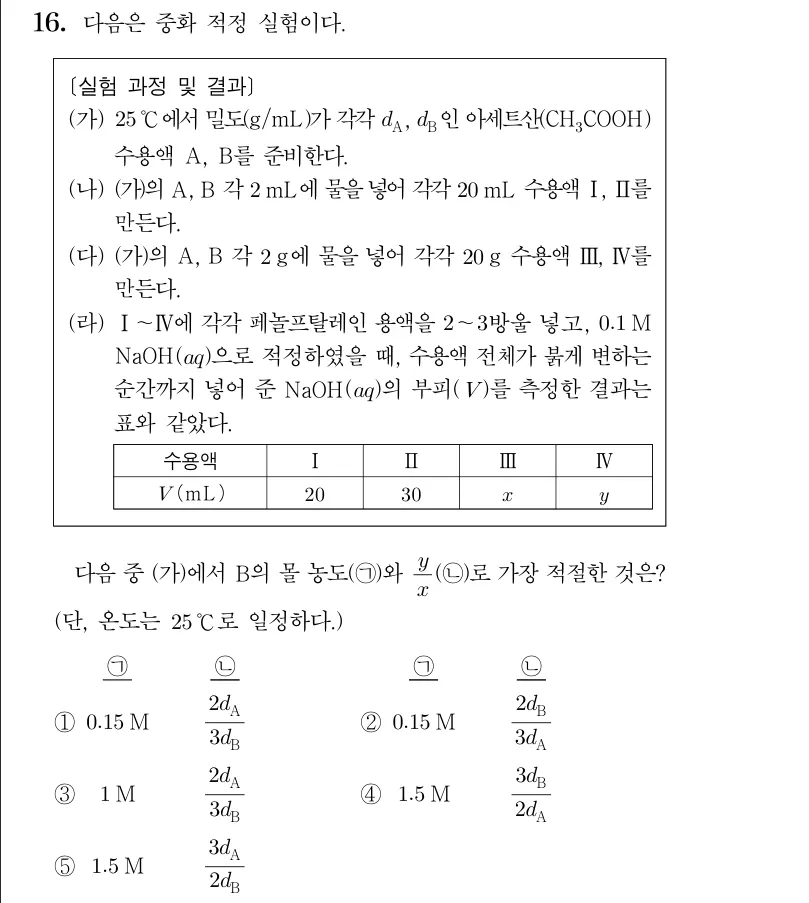 16. 다음은 중화 적정 실험이다.
〔실험 과정 및 결과〕
(가) 25℃에서 밀도(g/mL)가 각각 d_A, d_B인 아세트산(CH₃COOH)
수용액 A, B를 준비한다.
(나) (가)의 A, B 각 2 mL에 물을 넣어 각각 20 mL 수용액 Ⅰ, Ⅱ를
만든다.
(다) (가)의 A, B 각 2 g에 물을 넣어 각각 20 g 수용액 Ⅲ, Ⅳ를
만든다.
(라) Ⅰ～Ⅳ에 각각 페놀프탈레인 용액을 2～3방울 넣고, 0.1 M
NaOH(aq)으로 적정하였을 때, 수용액 전체가 붉게 변하는
순간까지 넣어 준 NaOH(aq)의 부피(V)를 측정한 결과는
표와 같았다.
수용액 Ⅰ Ⅱ Ⅲ Ⅳ
V(mL) 20 30 x y
다음 중 (가)에서 B의 몰 농도(㉠)와 y/x(㉡)로 가장 적절한 것은?
(단, 온도는 25℃로 일정하다.)
㉠ ㉡ ㉠ ㉡
① 0.15 M 2d_A/3d_B ② 0.15 M 2d_B/3d_A
③ 1 M 2d_A/3d_B ④ 1.5 M 3d_B/2d_A
⑤ 1.5 M 3d_A/2d_B